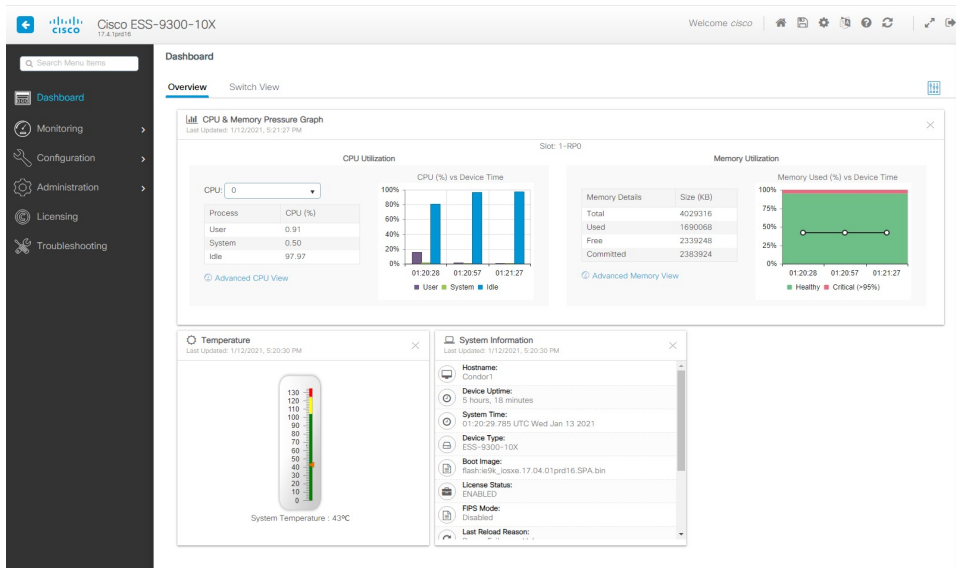 CISCO
Cisco ESS-9300-10X
17.4.1prd16
Welcome cisco
Search Menu Items
Dashboard
Monitoring
Configuration
Administration
Licensing
Troubleshooting
Dashboard
Overview Switch View
CPU & Memory Pressure Graph
Last Updated: 1/12/2021, 5:21:27 PM
Slot: 1-RP0
CPU Utilization
CPU: 0
Process CPU (%)
User 0.91
System 0.50
Idle 97.97
Advanced CPU View
CPU (%) vs Device Time
100%
80%
60%
40%
20%
0%
01:20:28 01:20:57 01:21:27
User System Idle
Memory Utilization
Memory Details Size (KB)
Total 4029316
Used 1690068
Free 2339248
Committed 2383924
Advanced Memory View
Memory Used (%) vs Device Time
100%
75%
50%
25%
0%
01:20:28 01:20:57 01:21:27
Healthy Critical (>95%)
Temperature
Last Updated: 1/12/2021, 5:20:30 PM
130
120
110
100
90
80
70
60
50
40
30
20
10
0
System Temperature : 43ºC
System Information
Last Updated: 1/12/2021, 5:20:30 PM
Hostname:
Condor1
Device Uptime:
5 hours, 18 minutes
System Time:
01:20:29.785 UTC Wed Jan 13 2021
Device Type:
ESS-9300-10X
Boot Image:
flash:ie9k_iosxe.17.04.01prd16.SPA.bin
License Status:
ENABLED
FIPS Mode:
Disabled
Last Reload Reason: